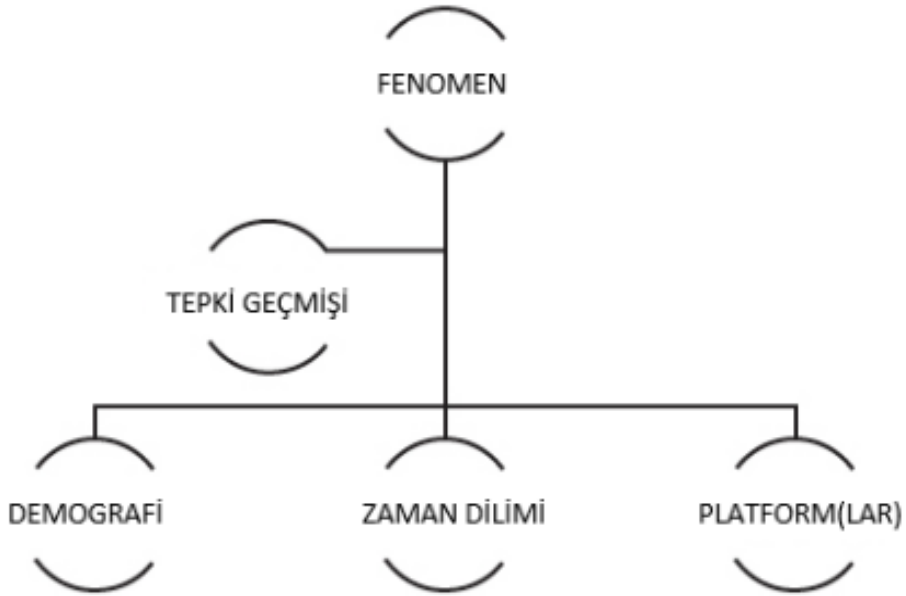 FENOMEN
TEPKİ GEÇMİŞİ
DEMOGRAFİ
ZAMAN DİLİMİ
PLATFORM(LAR)